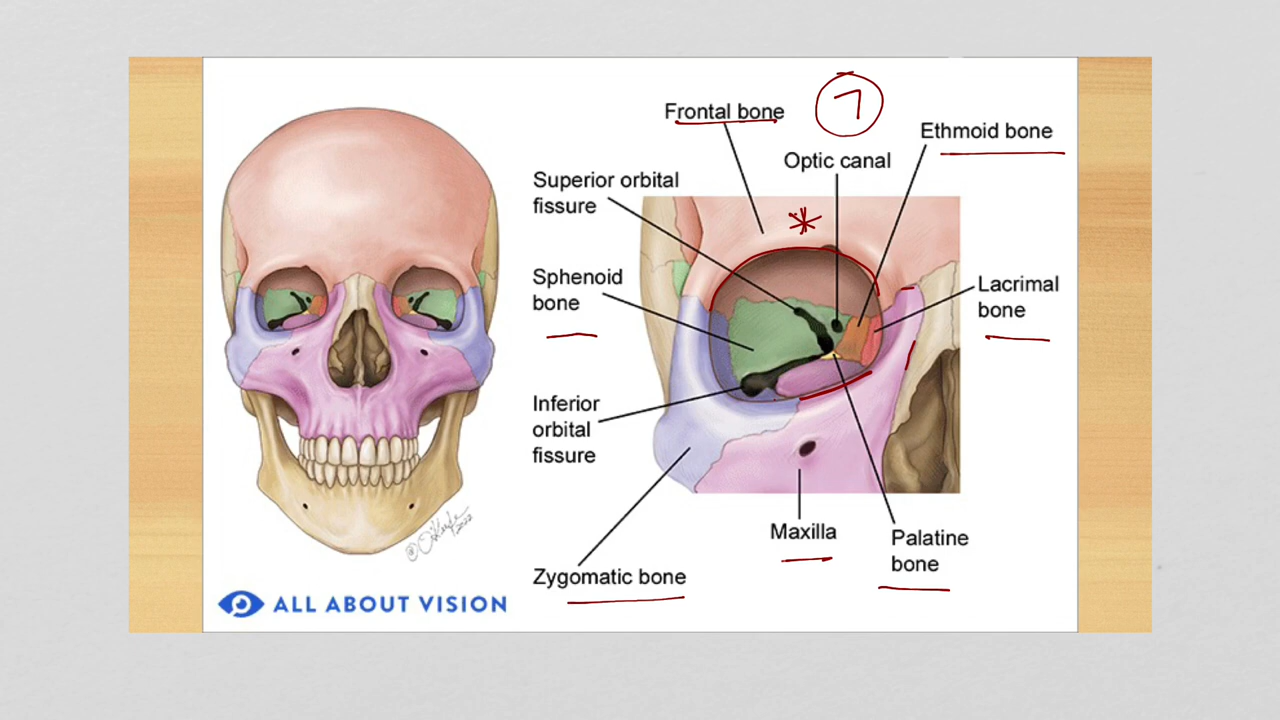 Frontal bone
7
Ethmoid bone
Optic canal
Superior orbital
fissure
*
Sphenoid
bone
Lacrimal
bone
Inferior
orbital
fissure
Maxilla
Palatine
bone
Zygomatic bone
ALL ABOUT VISION